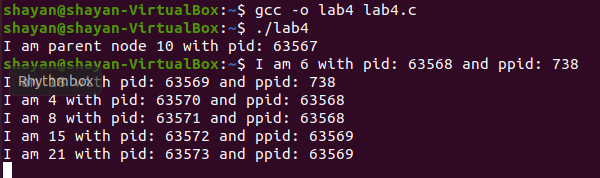 shayan@shayan-VirtualBox:~$ gcc -o lab4 lab4.c
shayan@shayan-VirtualBox:~$ ./lab4
I am parent node 10 with pid: 63567
shayan@shayan-VirtualBox:~$ I am 6 with pid: 63568 and ppid: 738
I am with pid: 63569 and ppid: 738
Rhythmbox
I am 4 with pid: 63570 and ppid: 63568
I am 8 with pid: 63571 and ppid: 63568
I am 15 with pid: 63572 and ppid: 63569
I am 21 with pid: 63573 and ppid: 63569